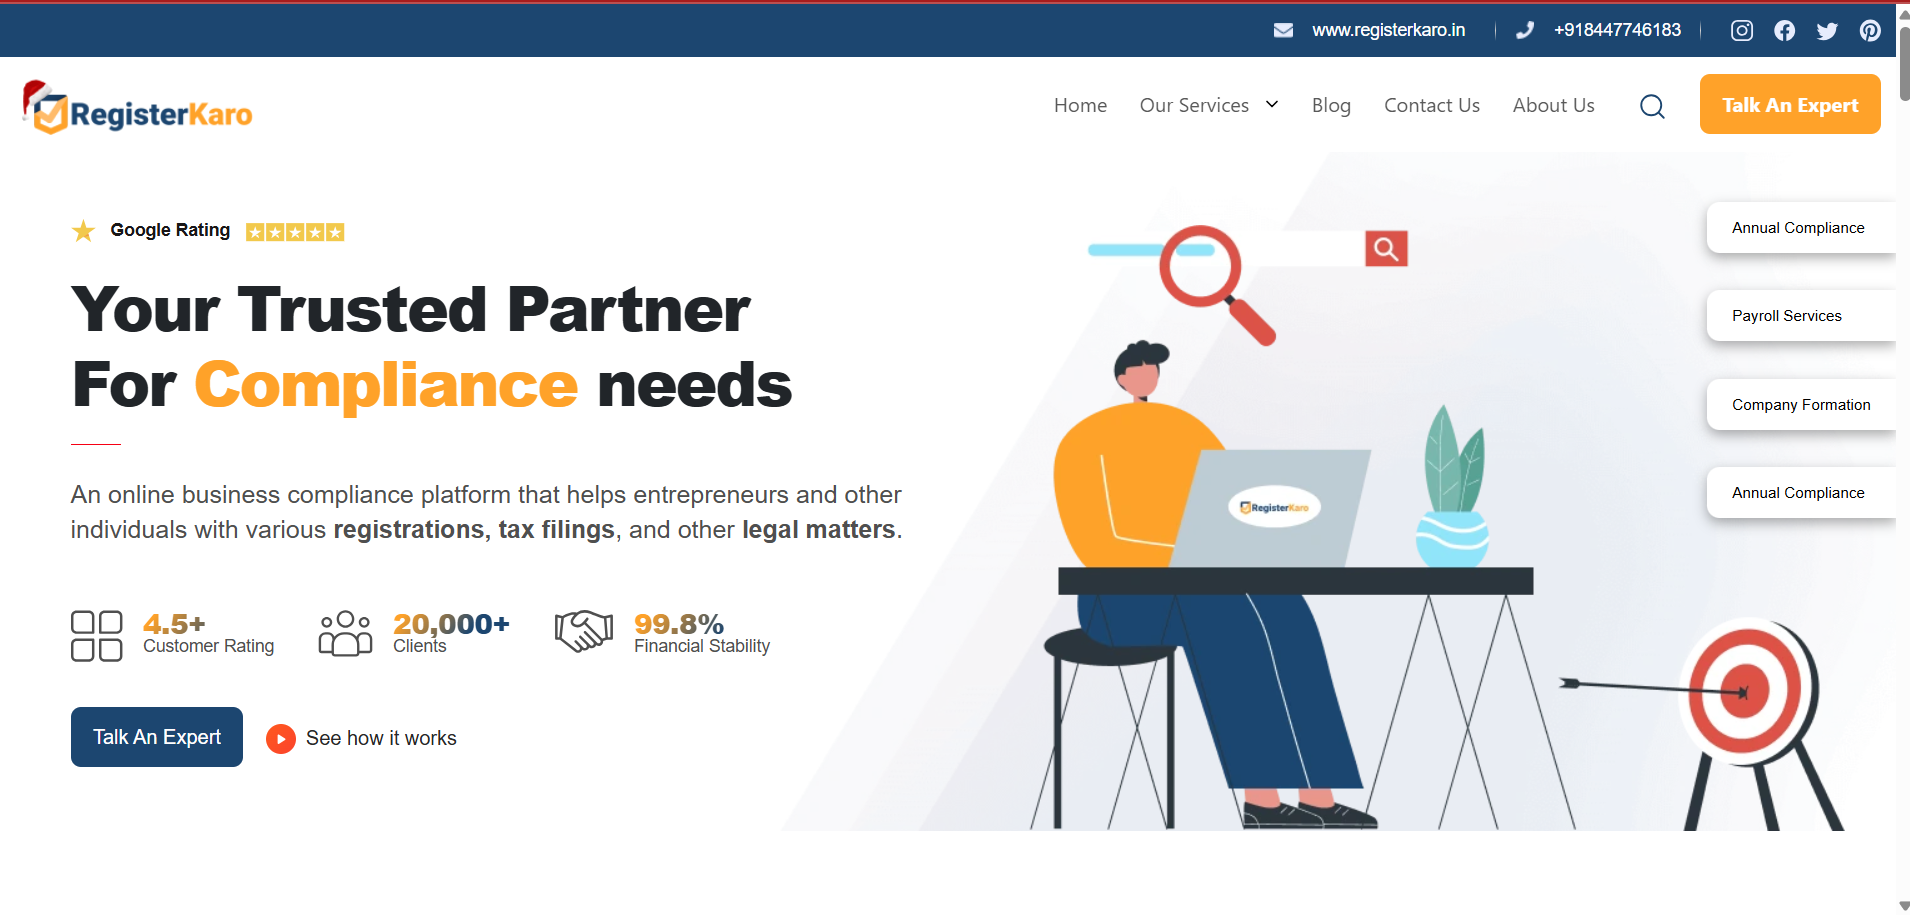 www.registerkaro.in
+918447746183
RegisterKaro
Home
Our Services
Blog
Contact Us
About Us
Talk An Expert
Google Rating
Your Trusted Partner
For Compliance needs
An online business compliance platform that helps entrepreneurs and other
individuals with various registrations, tax filings, and other legal matters.
4.5+
Customer Rating
20,000+
Clients
99.8%
Financial Stability
Talk An Expert
See how it works
RegisterKaro
Annual Compliance
Payroll Services
Company Formation
Annual Compliance